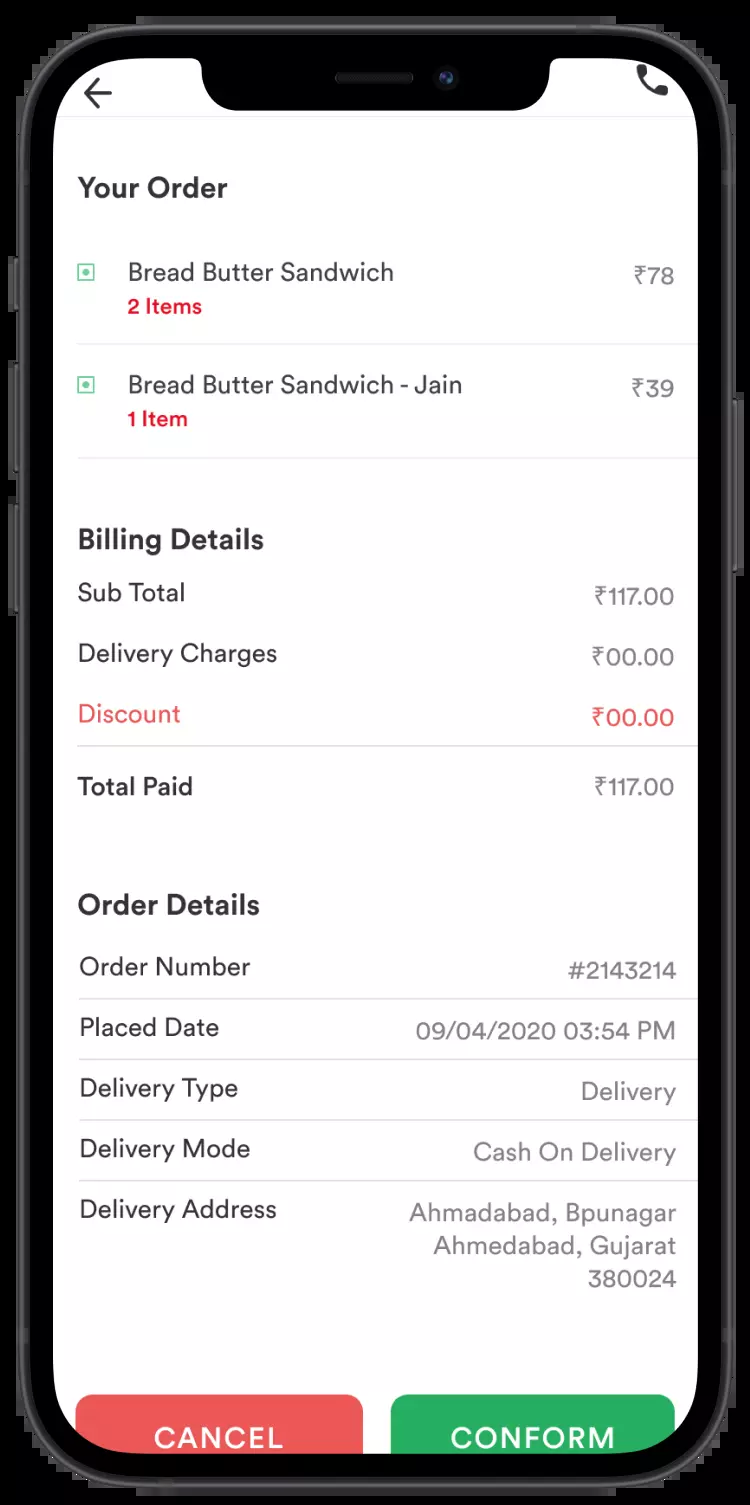 Your Order
Bread Butter Sandwich ₹78
2 Items
Bread Butter Sandwich - Jain ₹39
1 Item
Billing Details
Sub Total ₹117.00
Delivery Charges ₹00.00
Discount ₹00.00
Total Paid ₹117.00
Order Details
Order Number #2143214
Placed Date 09/04/2020 03:54 PM
Delivery Type Delivery
Delivery Mode Cash On Delivery
Delivery Address Ahmadabad, Bpunagar
Ahmedabad, Gujarat
380024
CANCEL CONFORM